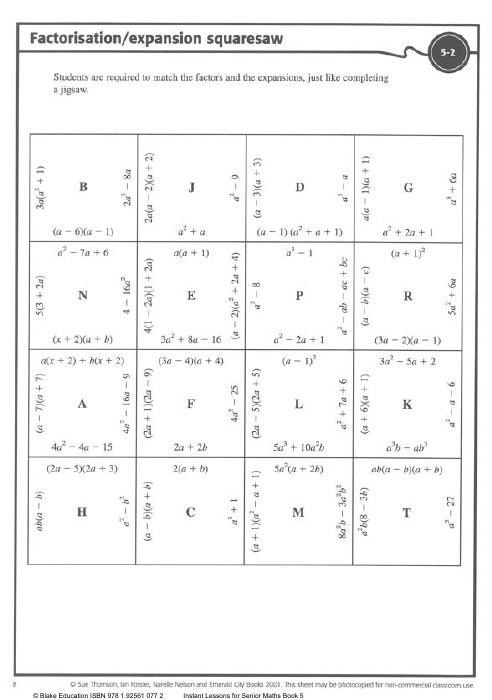 Factorisation/expansion squaresaw
5-2
Students are required to match the factors and the expansions, just like completing
a jigsaw.
3a(a² + 1)
B
2a³ − 8a
(a − 6)(a − 1)
2a(a − 2)(a + 2)
J
a² − 9
a² + a
(a − 3)(a + 3)
D
a³ − a
(a − 1) (a² + a + 1)
a(a − 1)(a + 1)
G
a³ + 6a
a² + 2a + 1
a² − 7a + 6
5(3 + 2a)
N
4 − 16a²
(x + 2)(a + b)
a(a + 1)
4(1 − 2a)(1 + 2a)
E
(a − 2)(a² + 2a + 4)
3a² + 8a − 16
a³ − 1
a³ − 8
P
a² − ab − ac + bc
a² − 2a + 1
(a + 1)²
(a − b)(a − c)
R
5a² + 6a
(3a − 2)(a − 1)
a(x + 2) + b(x + 2)
(a − 7)(a + 7)
A
4a² − 16a − 9
4a² − 4a − 15
(3a − 4)(a + 4)
(2a + 1)(2a − 9)
F
4a² − 25
2a + 2b
(a − 1)²
(2a − 5)(2a + 5)
L
a² + 7a + 6
5a³ + 10a²b
3a² − 5a + 2
(a + 6)(a + 1)
K
a² − a − 6
a³b − ab³
(2a − 5)(2a + 3)
ab(a − b)
H
a² − b²
2(a + b)
(a − b)(a + b)
C
a³ + 1
5a²(a + 2b)
(a + 1)(a² − a + 1)
M
8a²b − 3a²b²
ab(a − b)(a + b)
a²b(8 − 3b)
T
a³ − 27
8
© Sue Thomson, Ian Forster, Narelle Nelson and Emerald City Books 2001. This sheet may be photocopied for non-commercial classroom use.
© Blake Education ISBN 978 1 92561 077 2 Instant Lessons for Senior Maths Book 5